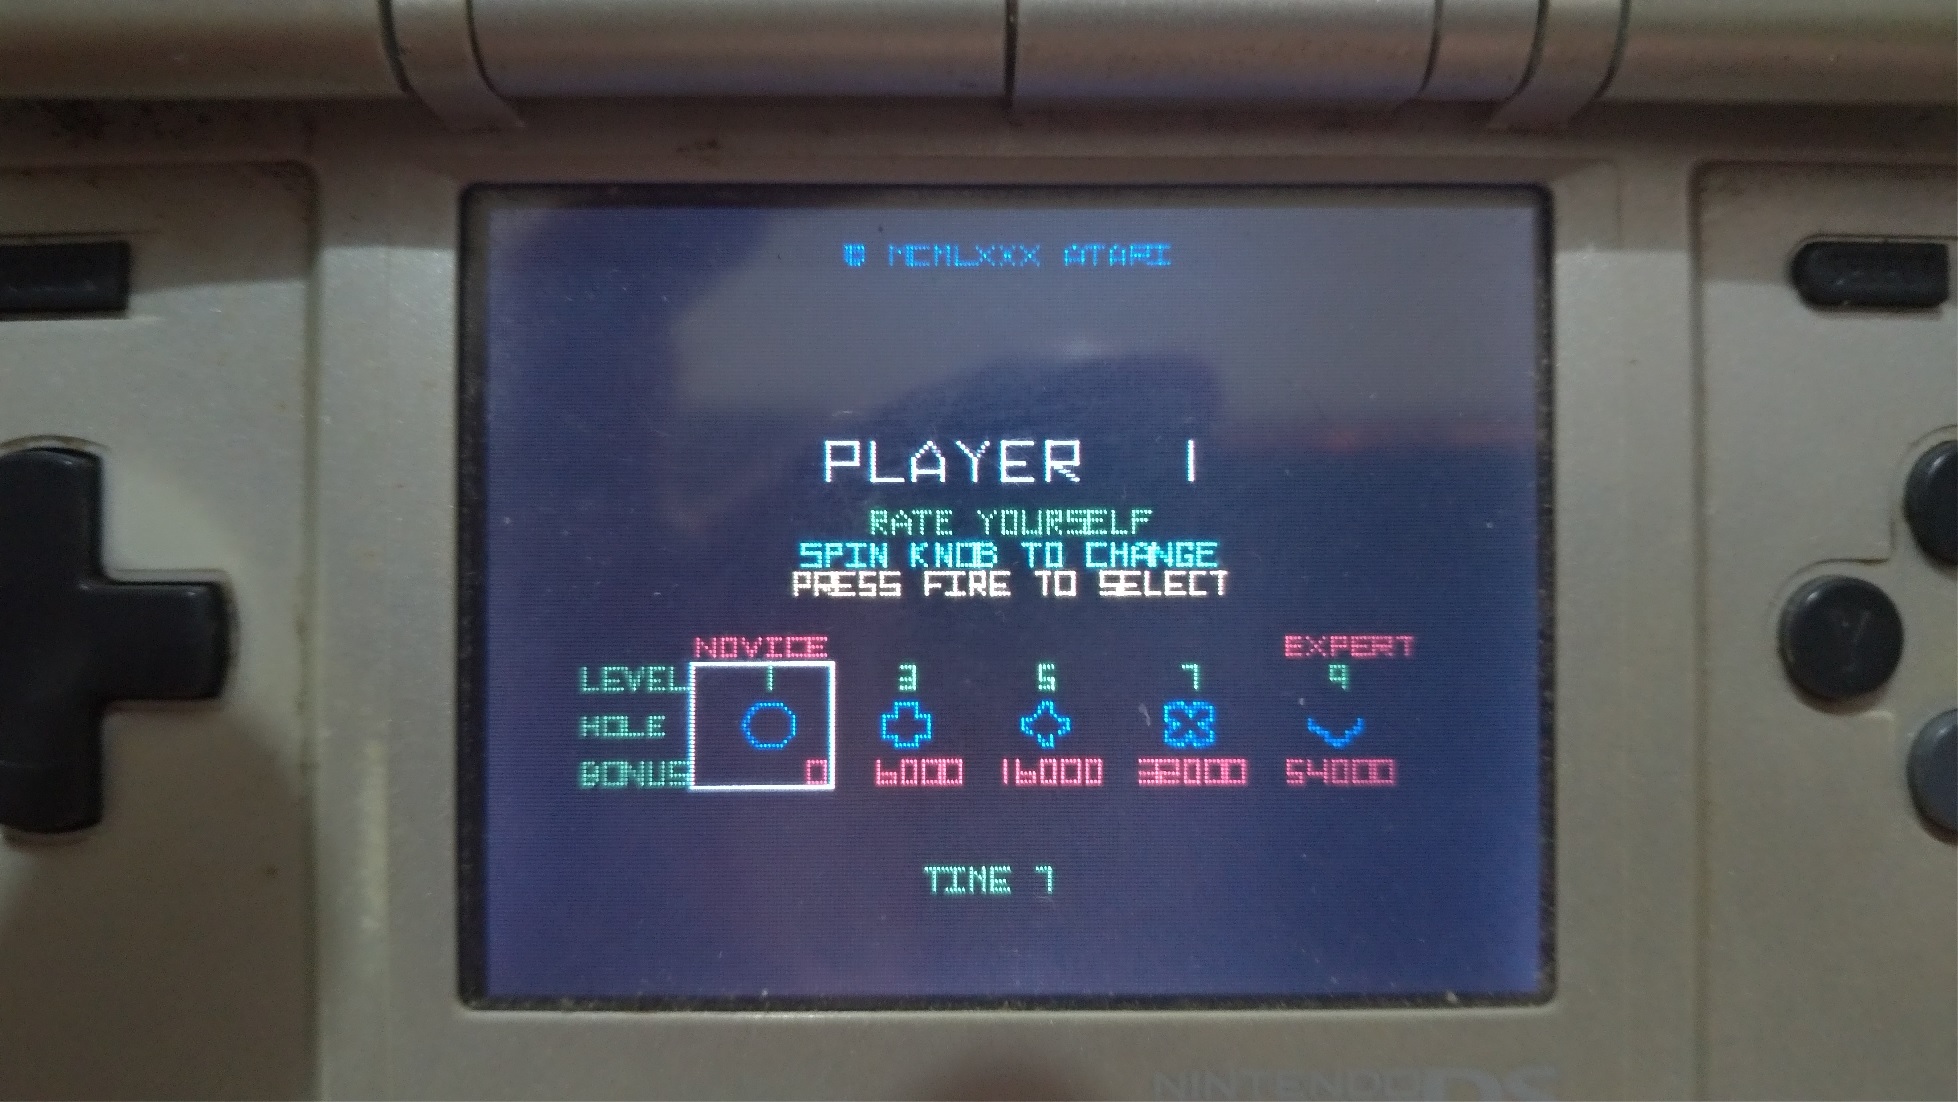 © MCMLXXX ATARI
PLAYER 1
RATE YOURSELF
SPIN KNOB TO CHANGE
PRESS FIRE TO SELECT
NOVICE EXPERT
LEVEL 1 3 5 7 9
HOLE
BONUS 0 6000 16000 32000 54000
TIME 7
Y
NINTENDO DS